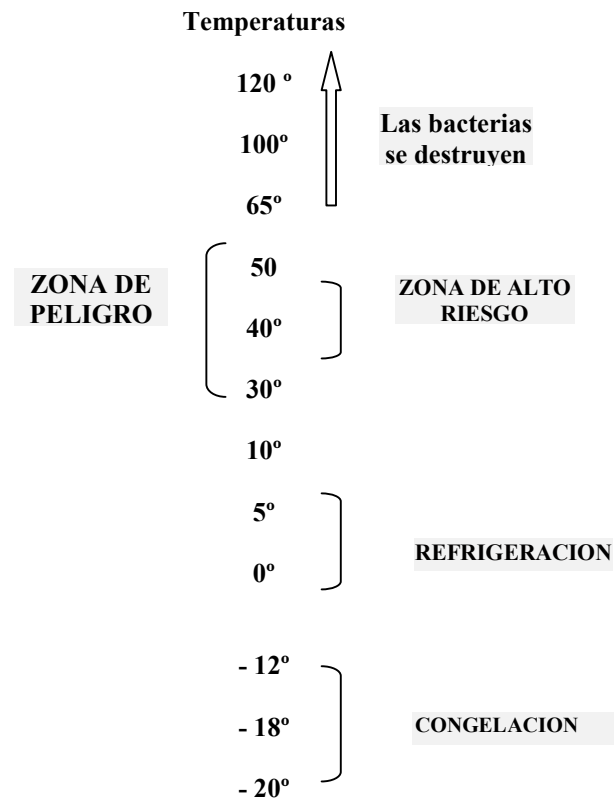 Temperaturas
120 º
100º
Las bacterias
se destruyen
65º
50
ZONA DE
PELIGRO
ZONA DE ALTO
RIESGO
40º
30º
10º
5º
0º
REFRIGERACION
- 12º
- 18º
CONGELACION
- 20º